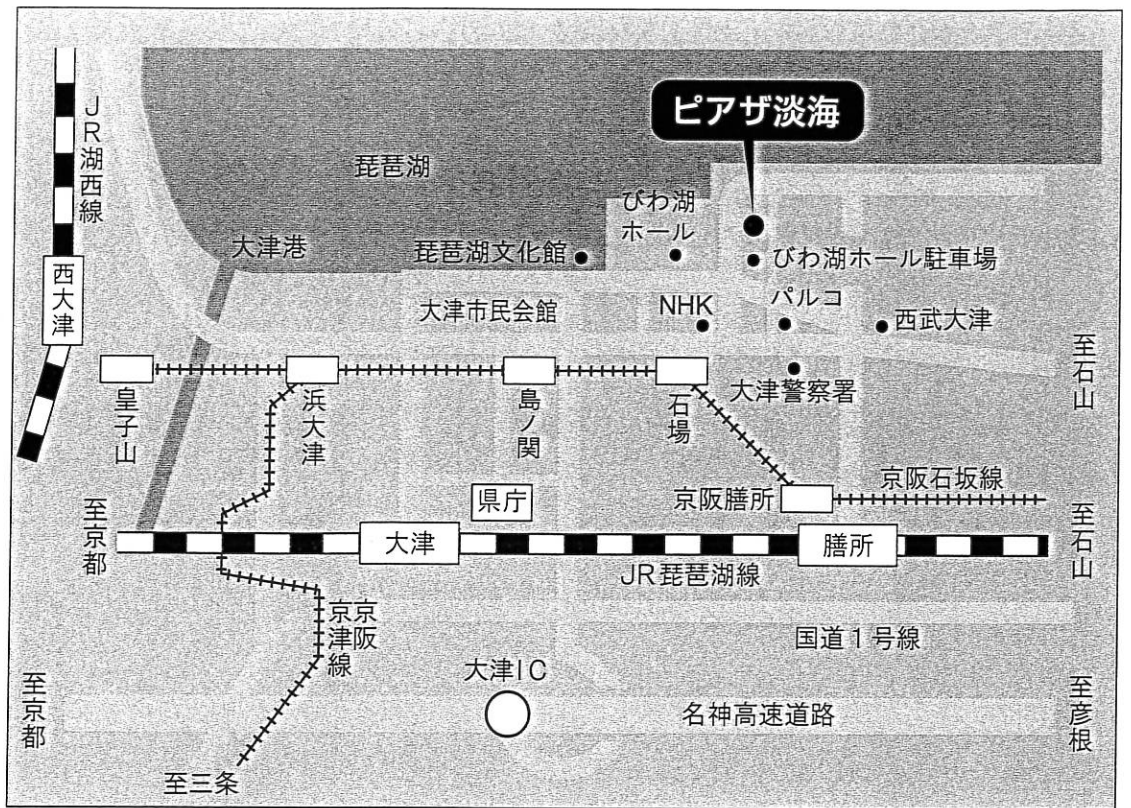 JR湖西線
ピアザ淡海
琵琶湖
びわ湖
ホール
大津港
琵琶湖文化館
びわ湖ホール駐車場
西大津
大津市民会館
NHK
パルコ
西武大津
至石山
皇子山
浜大津
島ノ関
石場
大津警察署
京阪膳所
京阪石坂線
至京都
県庁
大津
膳所
至石山
JR琵琶湖線
京阪
京津線
国道1号線
大津IC
至京都
名神高速道路
至彦根
至三条